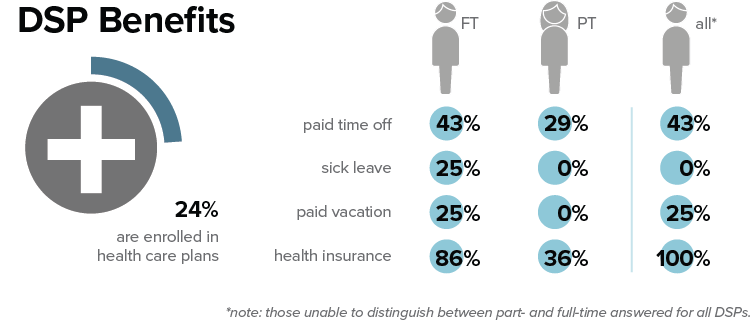 DSP Benefits
FT PT all*
paid time off 43% 29% 43%
sick leave 25% 0% 0%
paid vacation 25% 0% 25%
health insurance 86% 36% 100%
24%
are enrolled in
health care plans
*note: those unable to distinguish between part- and full-time answered for all DSPs.